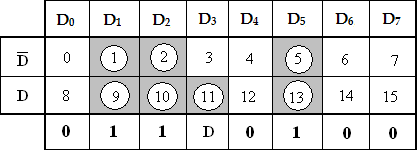 D₀ D₁ D₂ D₃ D₄ D₅ D₆ D₇
D̅ 0 1 2 3 4 5 6 7
D 8 9 10 11 12 13 14 15
0 1 1 D 0 1 0 0